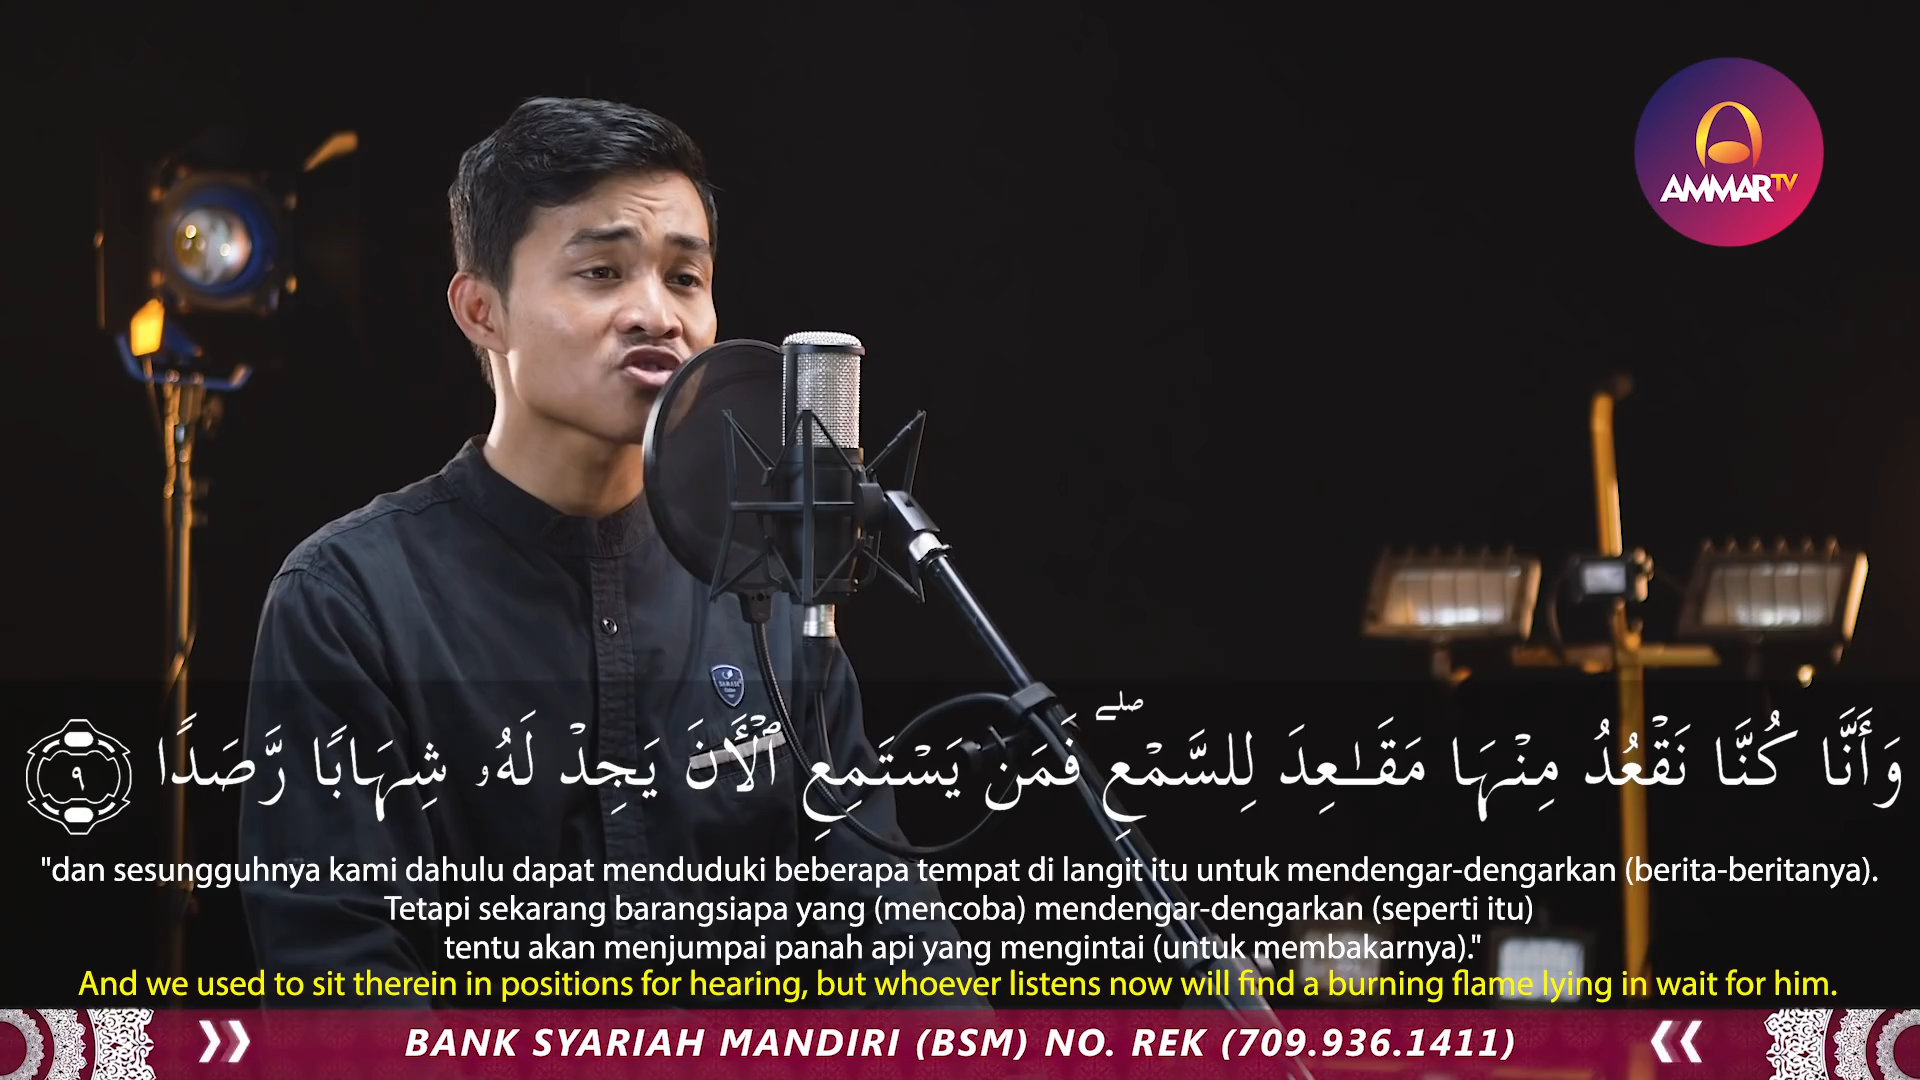 AMMARTV
وَأَنَّا كُنَّا نَقْعُدُ مِنْهَا مَقَـٰعِدَ لِلسَّمْعِ ۖ فَمَن يَسْتَمِعِ ٱلْـَٔانَ يَجِدْ لَهُۥ شِهَابًا رَّصَدًا ٩
"dan sesungguhnya kami dahulu dapat menduduki beberapa tempat di langit itu untuk mendengar-dengarkan (berita-beritanya).
Tetapi sekarang barangsiapa yang (mencoba) mendengar-dengarkan (seperti itu)
tentu akan menjumpai panah api yang mengintai (untuk membakarnya)."
And we used to sit therein in positions for hearing, but whoever listens now will find a burning flame lying in wait for him.
BANK SYARIAH MANDIRI (BSM) NO. REK (709.936.1411)